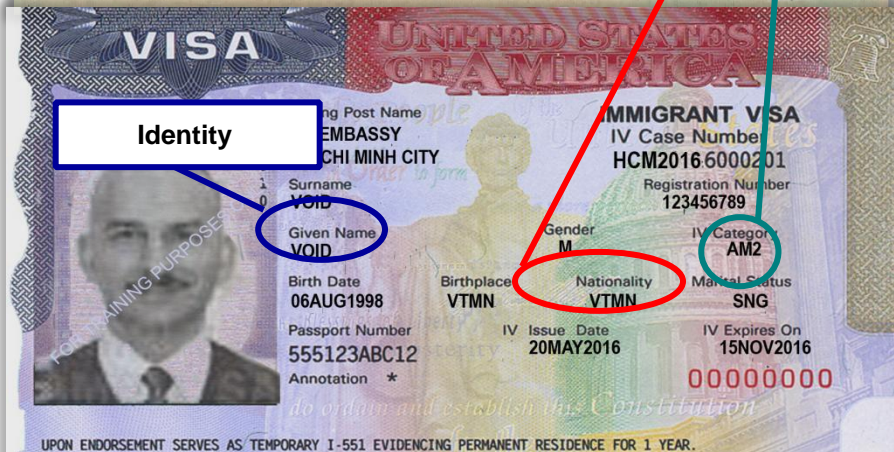 VISA
UNITED STATES
OF AMERICA
Identity
ng Post Name
EMBASSY
CHI MINH CITY
IMMIGRANT VISA
IV Case Number
HCM2016 6000201
Surname
VOID
Registration Number
123456789
Given Name
VOID
Gender
M
IV Category
AM2
Birth Date
06AUG1998
Birthplace
VTMN
Nationality
VTMN
Marital Status
SNG
Passport Number
555123ABC12
IV Issue Date
20MAY2016
IV Expires On
15NOV2016
Annotation *
00000000
FOR TRAINING PURPOSES
do ordain and establish this Constitution
UPON ENDORSEMENT SERVES AS TEMPORARY I-551 EVIDENCING PERMANENT RESIDENCE FOR 1 YEAR.